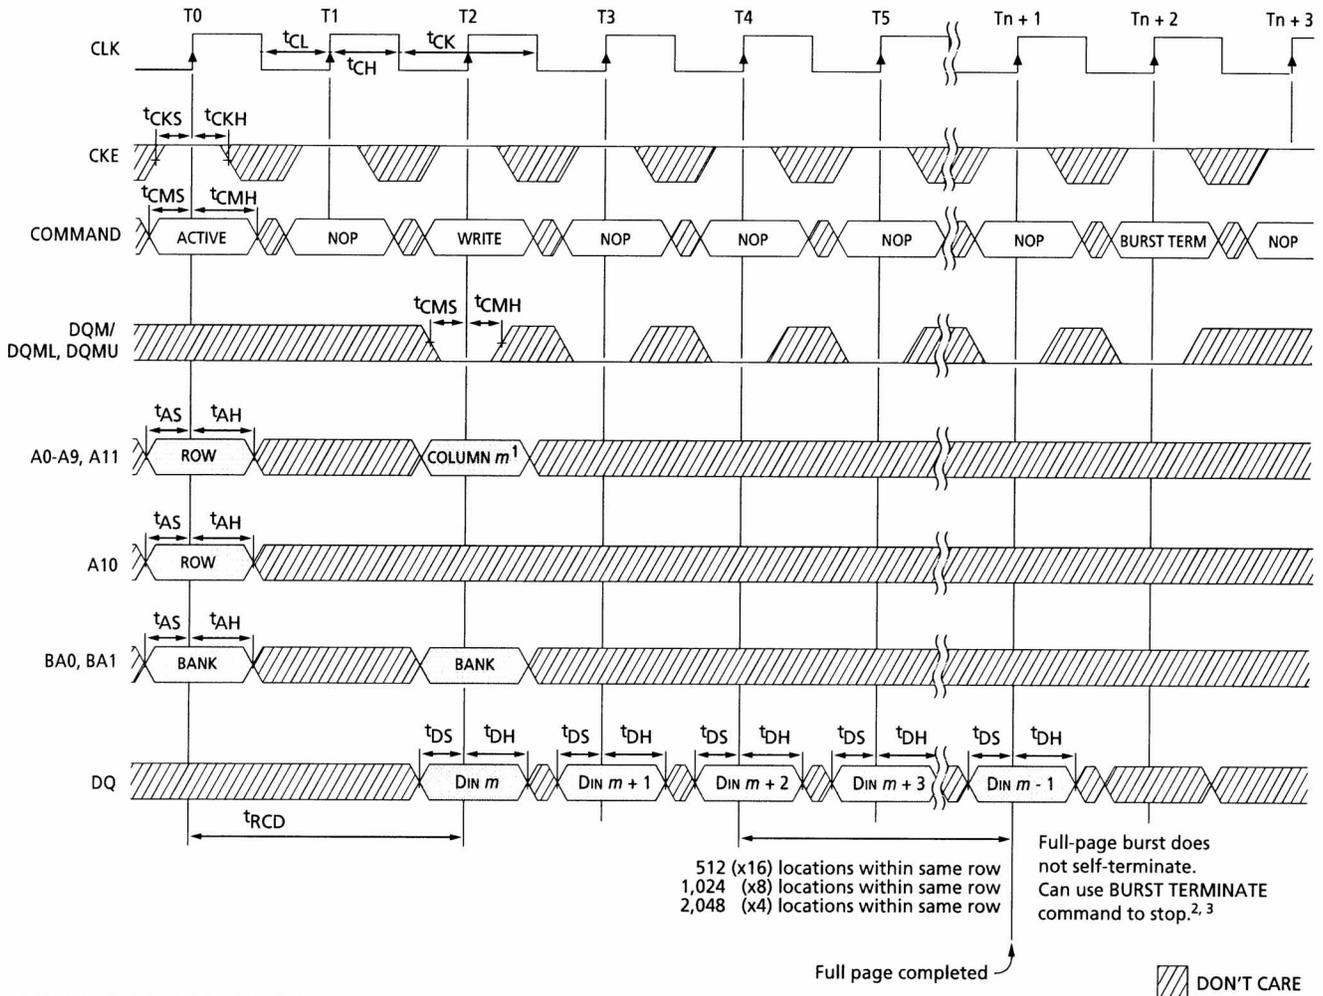 T0 T1 T2 T3 T4 T5 Tn + 1 Tn + 2 Tn + 3
CLK
tCL tCK
tCH
tCKS tCKH
CKE
tCMS tCMH
COMMAND ACTIVE NOP WRITE NOP NOP NOP NOP BURST TERM NOP
tCMS tCMH
DQM/
DQML, DQMU
tAS tAH
A0-A9, A11 ROW COLUMN m1
tAS tAH
A10 ROW
tAS tAH
BA0, BA1 BANK BANK
tDS tDH tDS tDH tDS tDH tDS tDH tDS tDH
DQ DIN m DIN m + 1 DIN m + 2 DIN m + 3 DIN m - 1
tRCD
512 (x16) locations within same row
1,024 (x8) locations within same row
2,048 (x4) locations within same row
Full-page burst does
not self-terminate.
Can use BURST TERMINATE
command to stop.2, 3
Full page completed
DON'T CARE